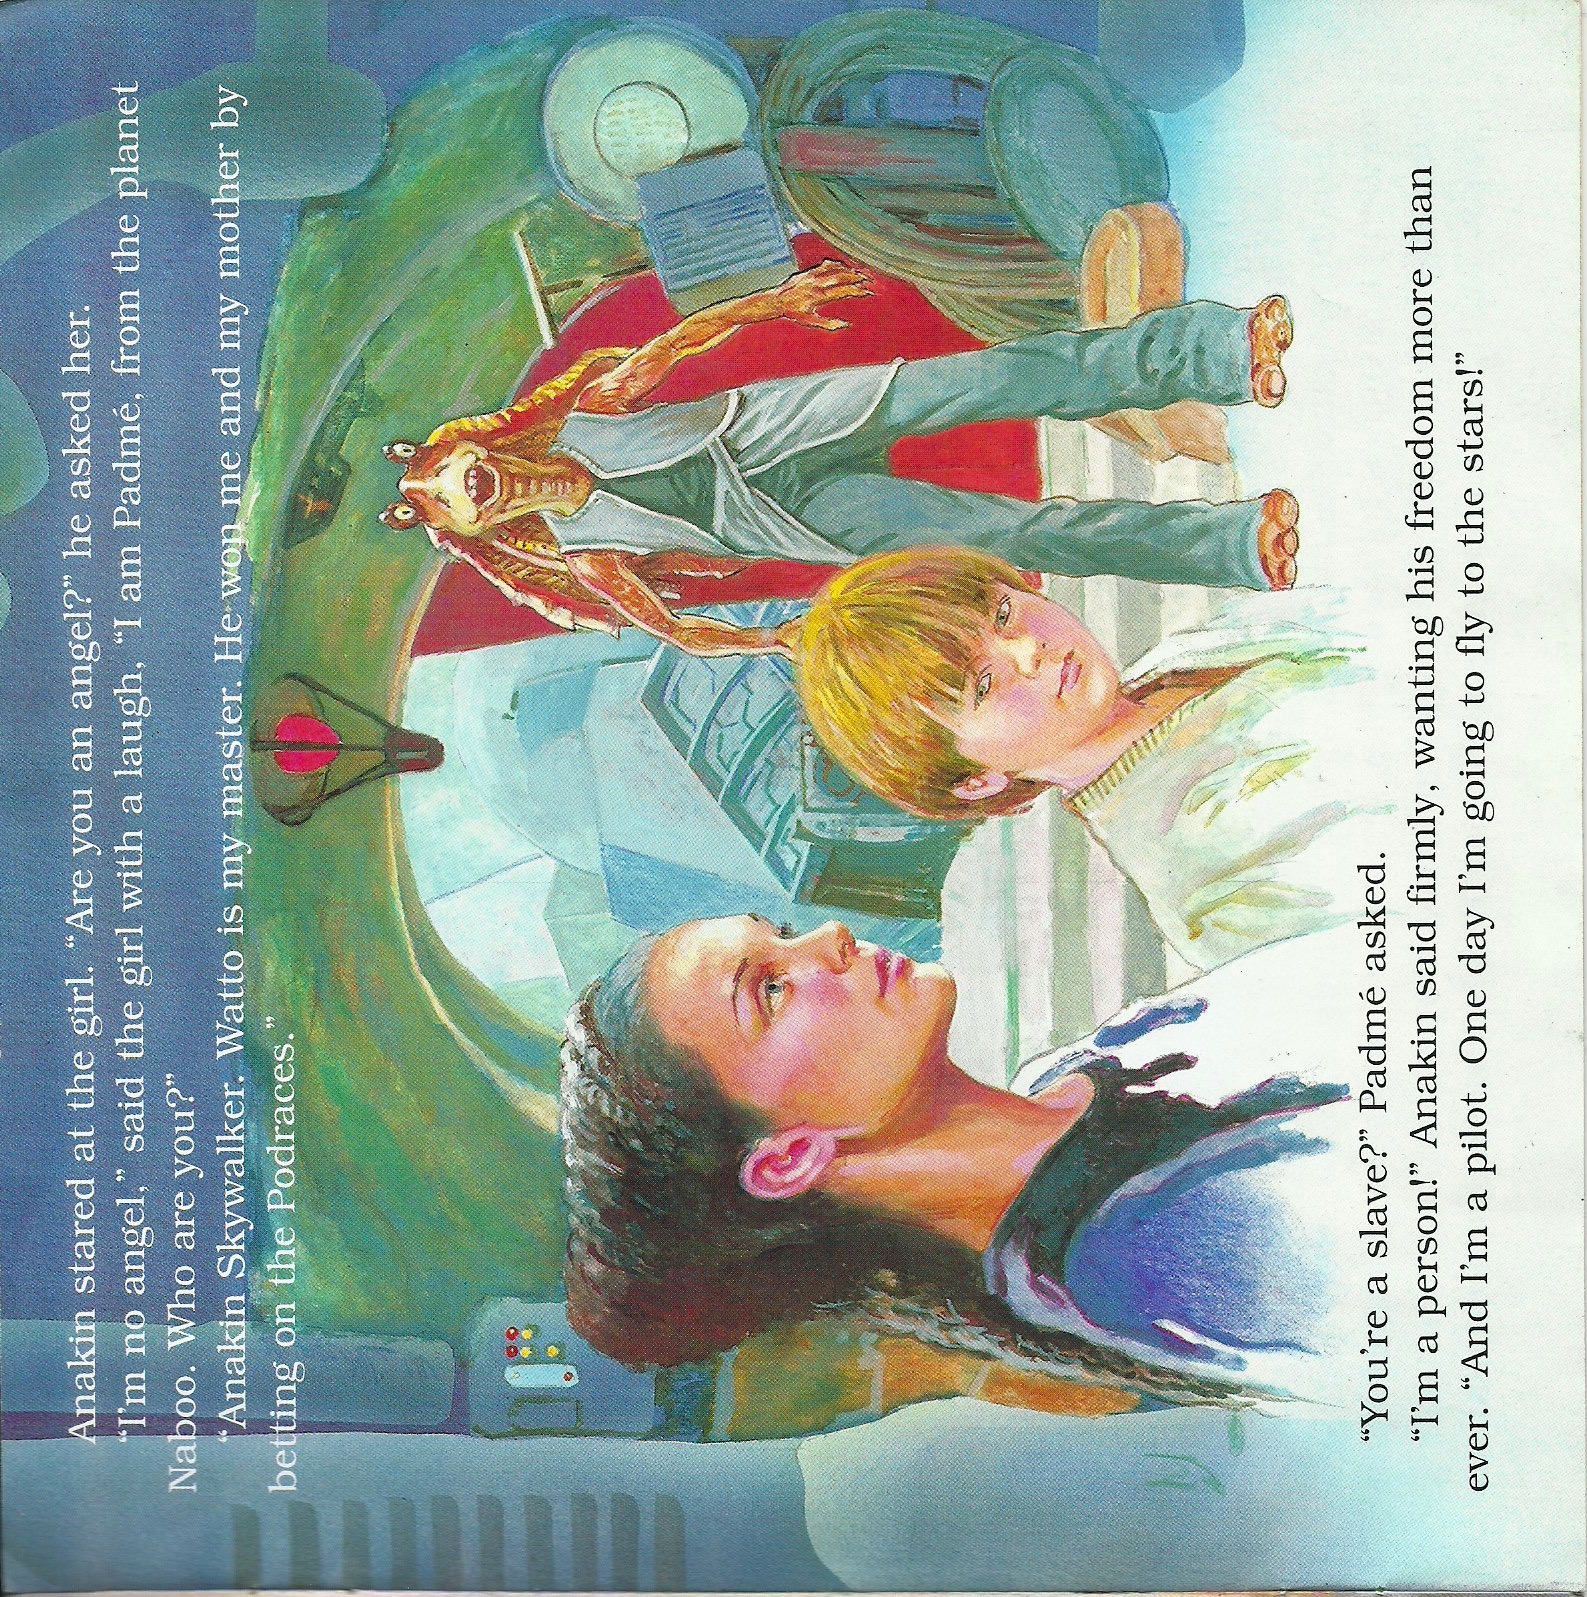 Anakin stared at the girl. “Are you an angel?” he asked her.
“I'm no angel,” said the girl with a laugh, “I am Padmé, from the planet
Naboo. Who are you?”
“Anakin Skywalker. Watto is my master. He won me and my mother by
betting on the Podraces.”
“You're a slave?” Padmé asked.
“I'm a person!” Anakin said firmly, wanting his freedom more than
ever. “And I'm a pilot. One day I'm going to fly to the stars!”